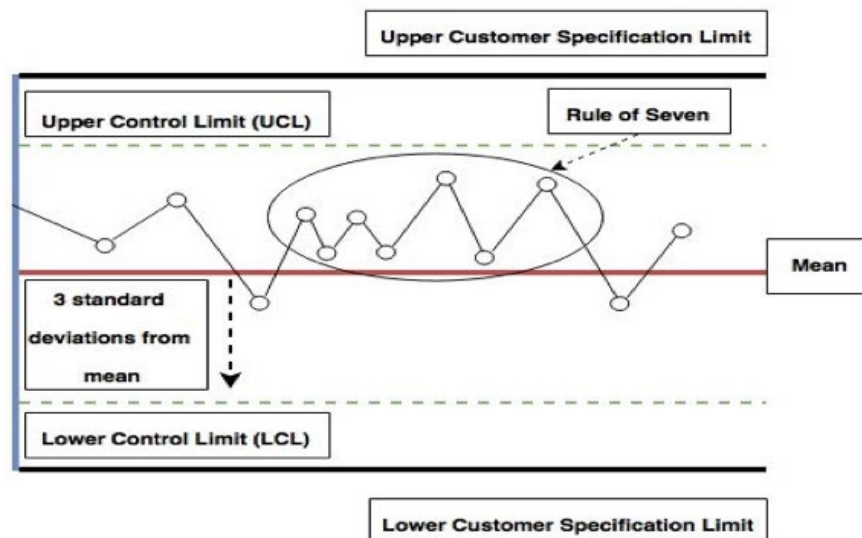 Upper Customer Specification Limit
Upper Control Limit (UCL)
Rule of Seven
Mean
3 standard
deviations from
mean
Lower Control Limit (LCL)
Lower Customer Specification Limit